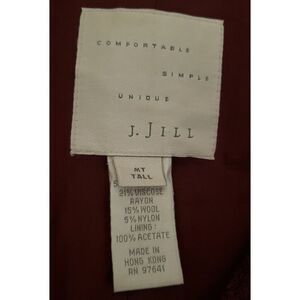 COMFORTABLE
SIMPLE
UNIQUE
J. JILL
MT
TALL
21% VISCOSE
RAYON
15% WOOL
5% NYLON
LINING:
100% ACETATE
MADE IN
HONG KONG
RN 97641